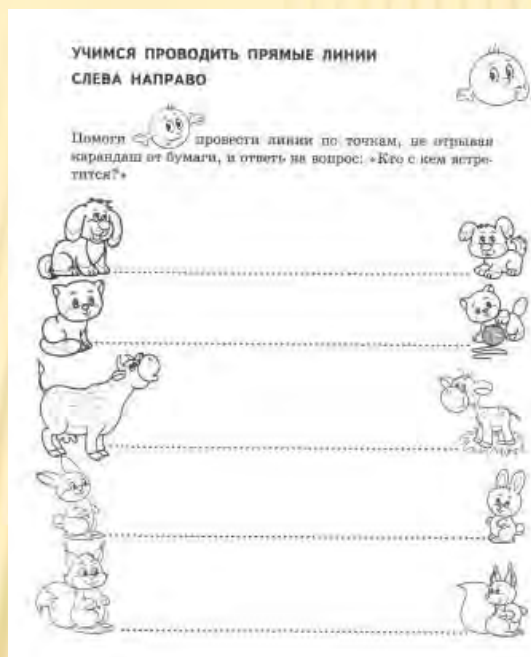 УЧИМСЯ ПРОВОДИТЬ ПРЯМЫЕ ЛИНИИ
СЛЕВА НАПРАВО
Помоги провести линии по точкам, не отрывая
карандаш от бумаги, и ответь на вопрос: «Кто с кем встре-
тится?»